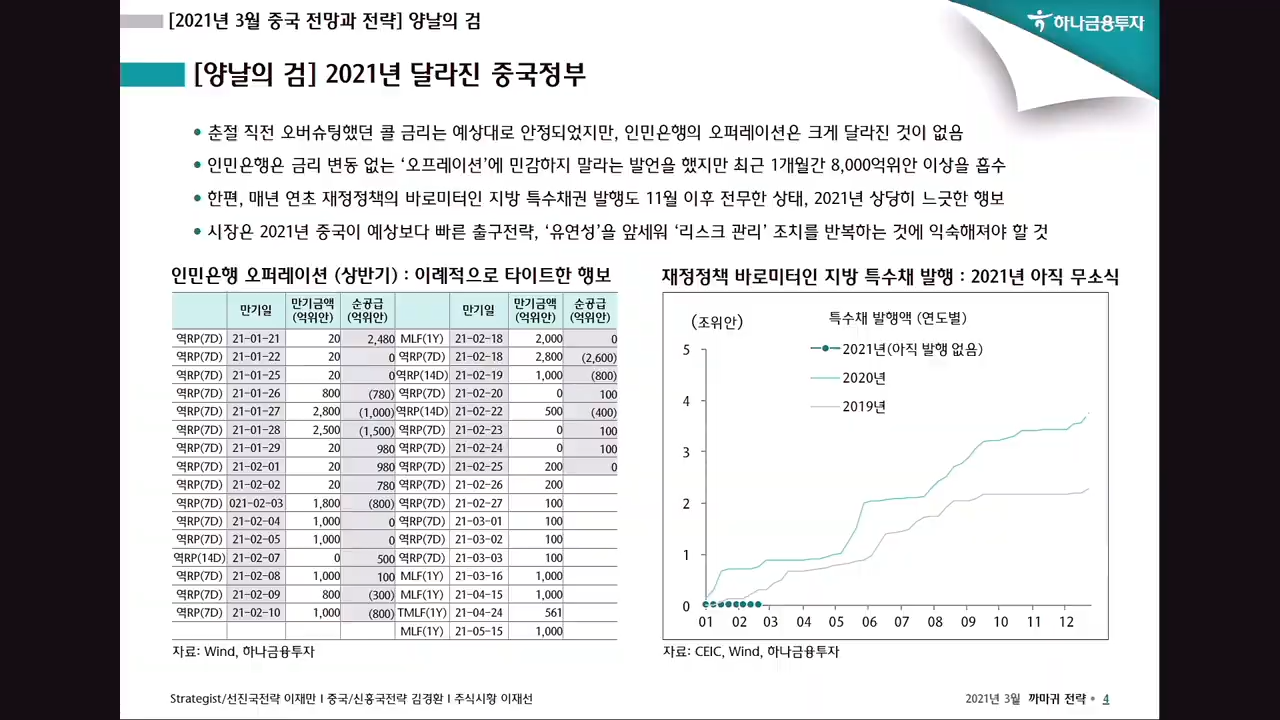 [2021년 3월 중국 전망과 전략] 양날의 검
하나금융투자
[양날의 검] 2021년 달라진 중국정부
• 춘절 직전 오버슈팅했던 콜 금리는 예상대로 안정되었지만, 인민은행의 오퍼레이션은 크게 달라진 것이 없음
• 인민은행은 금리 변동 없는 ‘오프레이션’에 민감하지 말라는 발언을 했지만 최근 1개월간 8,000억위안 이상을 흡수
• 한편, 매년 연초 재정정책의 바로미터인 지방 특수채권 발행도 11월 이후 전무한 상태, 2021년 상당히 느긋한 행보
• 시장은 2021년 중국이 예상보다 빠른 출구전략, ‘유연성’을 앞세워 ‘리스크 관리’ 조치를 반복하는 것에 익숙해져야 할 것
인민은행 오퍼레이션 (상반기) : 이례적으로 타이트한 행보
만기일 만기금액 (억위안) 순공급 (억위안) 만기일 만기금액 (억위안) 순공급 (억위안)
역RP(7D) 21-01-21 20 2,480 MLF(1Y) 21-02-18 2,000 0
역RP(7D) 21-01-22 20 0 역RP(7D) 21-02-18 2,800 (2,600)
역RP(7D) 21-01-25 20 0 역RP(14D) 21-02-19 1,000 (800)
역RP(7D) 21-01-26 800 (780) 역RP(7D) 21-02-20 0 100
역RP(7D) 21-01-27 2,800 (1,000) 역RP(14D) 21-02-22 500 (400)
역RP(7D) 21-01-28 2,500 (1,500) 역RP(7D) 21-02-23 0 100
역RP(7D) 21-01-29 20 980 역RP(7D) 21-02-24 0 100
역RP(7D) 21-02-01 20 980 역RP(7D) 21-02-25 200 0
역RP(7D) 21-02-02 20 780 역RP(7D) 21-02-26 200
역RP(7D) 021-02-03 1,800 (800) 역RP(7D) 21-02-27 100
역RP(7D) 21-02-04 1,000 0 역RP(7D) 21-03-01 100
역RP(7D) 21-02-05 1,000 0 역RP(7D) 21-03-02 100
역RP(14D) 21-02-07 0 500 역RP(7D) 21-03-03 100
역RP(7D) 21-02-08 1,000 100 MLF(1Y) 21-03-16 1,000
역RP(7D) 21-02-09 800 (300) MLF(1Y) 21-04-15 1,000
역RP(7D) 21-02-10 1,000 (800) TMLF(1Y) 21-04-24 561
MLF(1Y) 21-05-15 1,000
자료: Wind, 하나금융투자
재정정책 바로미터인 지방 특수채 발행 : 2021년 아직 무소식
(조위안)
특수채 발행액 (연도별)
2021년(아직 발행 없음)
2020년
2019년
5
4
3
2
1
0
01 02 03 04 05 06 07 08 09 10 11 12
자료: CEIC, Wind, 하나금융투자
Strategist/선진국전략 이재만 I 중국/신흥국전략 김경환 I 주식시황 이재선
2021년 3월 까마귀 전략 • 4